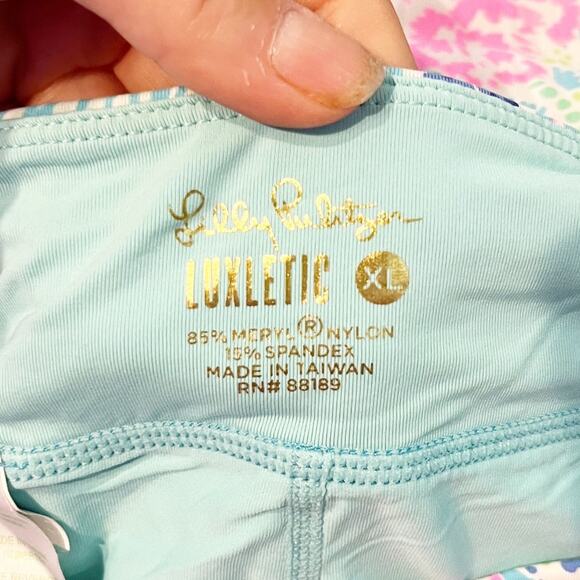 Lilly Pulitzer
LUXLETIC XL
85% MERYL® NYLON
15% SPANDEX
MADE IN TAIWAN
RN# 88189